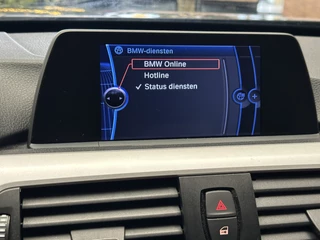 BMW-diensten
BMW Online
Hotline
✓ Status diensten